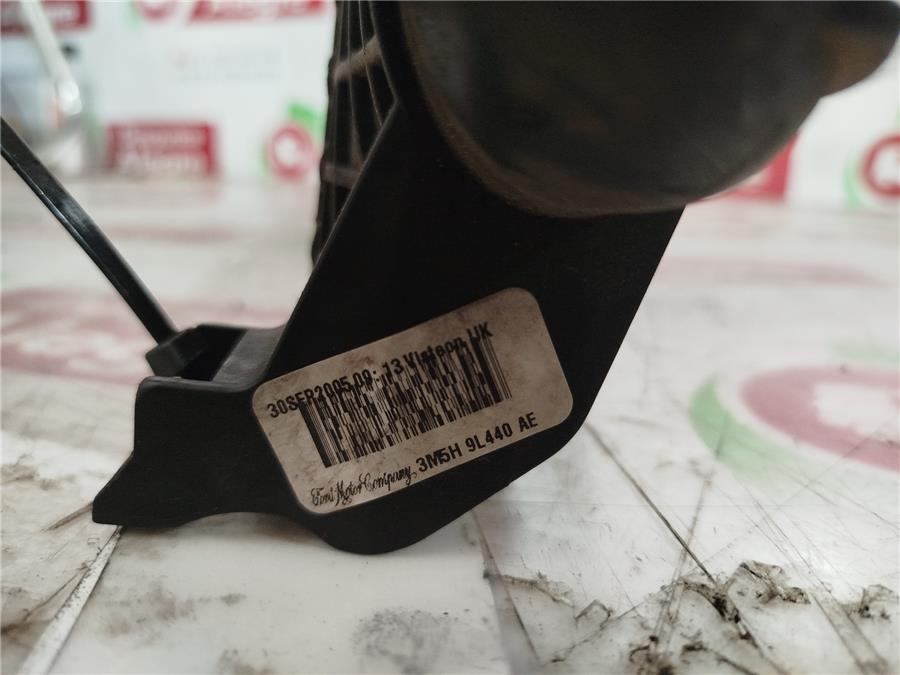 30SEP2005 09: 13 Visteon UK
Ford Motor Company 3M5H 9L440 AE